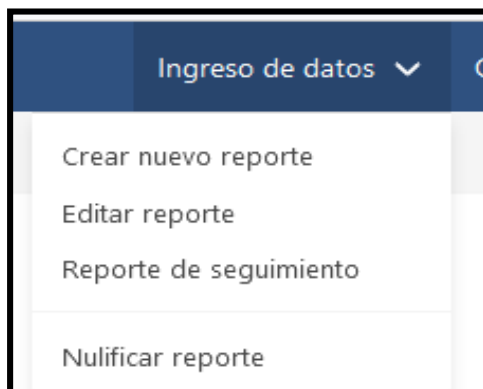 Ingreso de datos
Crear nuevo reporte
Editar reporte
Reporte de seguimiento
Nulificar reporte